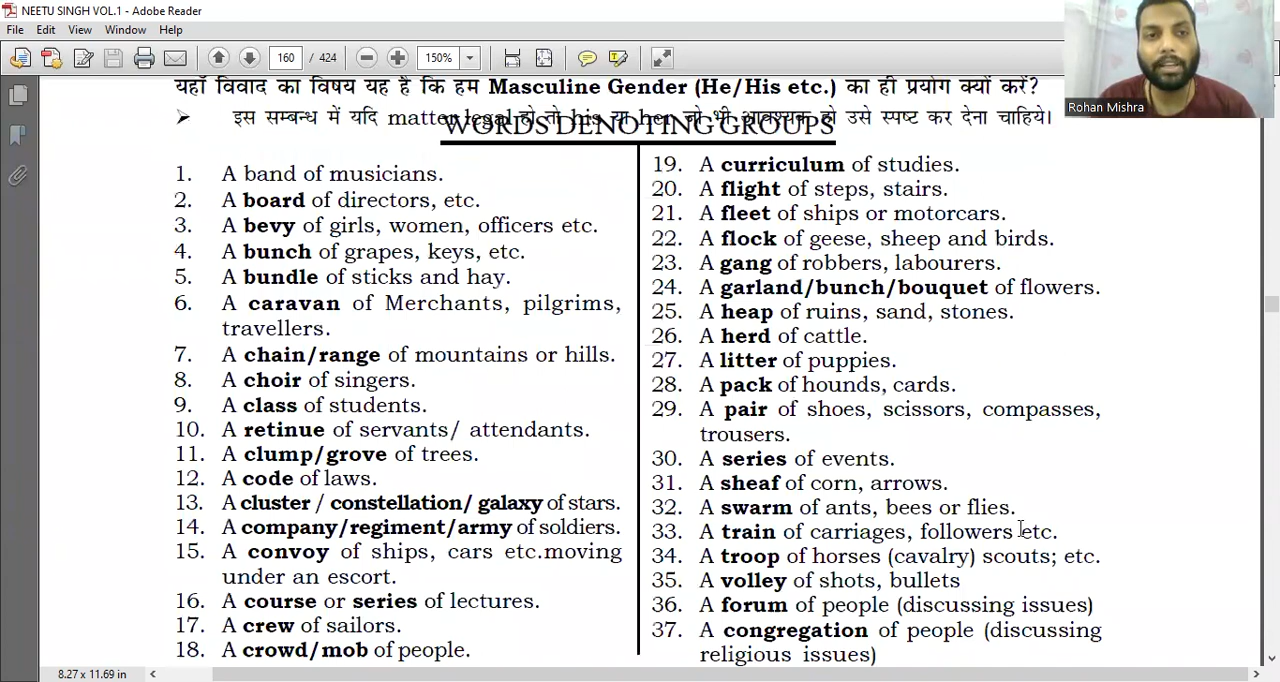 NEETU SINGH VOL.1 - Adobe Reader
File Edit View Window Help
160 / 424 150%
यहाँ विवाद का विषय यह है कि हम Masculine Gender (He/His etc.) का ही प्रयोग क्यों करें?
➤ इस सम्बन्ध में यदि matter legal हो तो his या her जो भी आवश्यक हो उसे स्पष्ट कर देना चाहिये।
WORDS DENOTING GROUPS
1. A band of musicians.
2. A board of directors, etc.
3. A bevy of girls, women, officers etc.
4. A bunch of grapes, keys, etc.
5. A bundle of sticks and hay.
6. A caravan of Merchants, pilgrims,
travellers.
7. A chain/range of mountains or hills.
8. A choir of singers.
9. A class of students.
10. A retinue of servants/ attendants.
11. A clump/grove of trees.
12. A code of laws.
13. A cluster / constellation/ galaxy of stars.
14. A company/regiment/army of soldiers.
15. A convoy of ships, cars etc.moving
under an escort.
16. A course or series of lectures.
17. A crew of sailors.
18. A crowd/mob of people.
19. A curriculum of studies.
20. A flight of steps, stairs.
21. A fleet of ships or motorcars.
22. A flock of geese, sheep and birds.
23. A gang of robbers, labourers.
24. A garland/bunch/bouquet of flowers.
25. A heap of ruins, sand, stones.
26. A herd of cattle.
27. A litter of puppies.
28. A pack of hounds, cards.
29. A pair of shoes, scissors, compasses,
trousers.
30. A series of events.
31. A sheaf of corn, arrows.
32. A swarm of ants, bees or flies.
33. A train of carriages, followers etc.
34. A troop of horses (cavalry) scouts; etc.
35. A volley of shots, bullets
36. A forum of people (discussing issues)
37. A congregation of people (discussing
religious issues)
Rohan Mishra
8.27 x 11.69 in